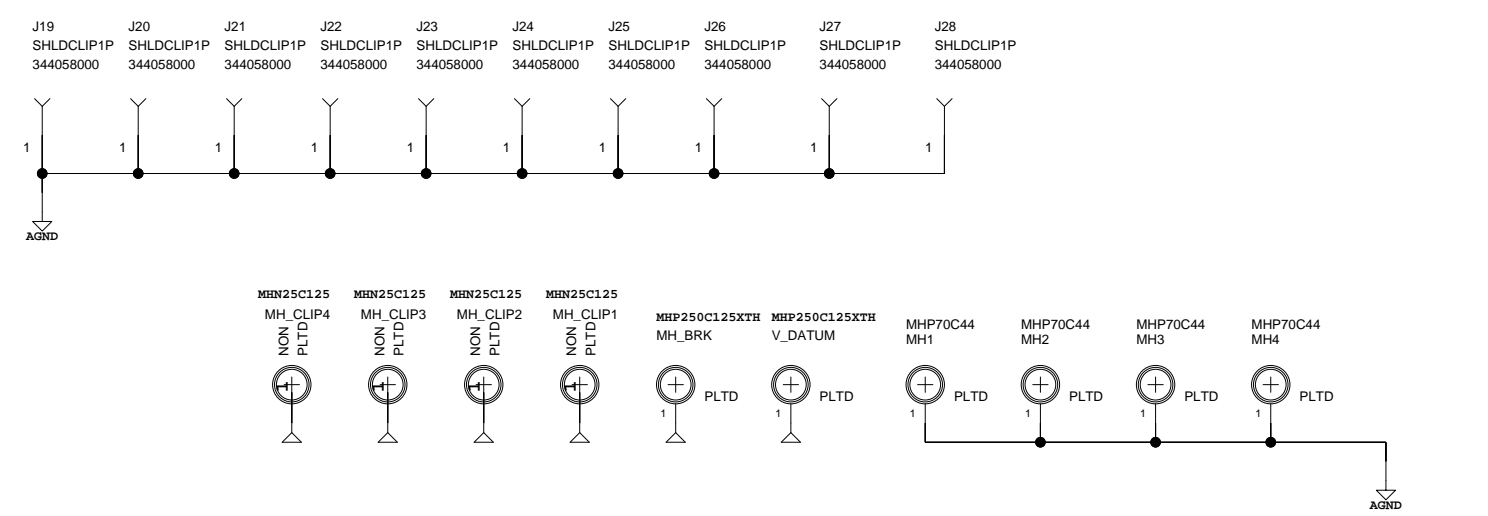 J19 J20 J21 J22 J23 J24 J25 J26 J27 J28
SHLDCLIP1P SHLDCLIP1P SHLDCLIP1P SHLDCLIP1P SHLDCLIP1P SHLDCLIP1P SHLDCLIP1P SHLDCLIP1P SHLDCLIP1P SHLDCLIP1P
344058000 344058000 344058000 344058000 344058000 344058000 344058000 344058000 344058000 344058000
1 1 1 1 1 1 1 1 1 1
AGND
MHN25C125 MHN25C125 MHN25C125 MHN25C125
MH_CLIP4 MH_CLIP3 MH_CLIP2 MH_CLIP1
MHP250C125XTH MHP250C125XTH
MH_BRK V_DATUM
MHP70C44 MHP70C44 MHP70C44 MHP70C44
MH1 MH2 MH3 MH4
NON NON NON NON
PLTD PLTD PLTD PLTD
1 1 1 1
PLTD PLTD PLTD PLTD PLTD PLTD
1 1 1 1 1 1
AGND